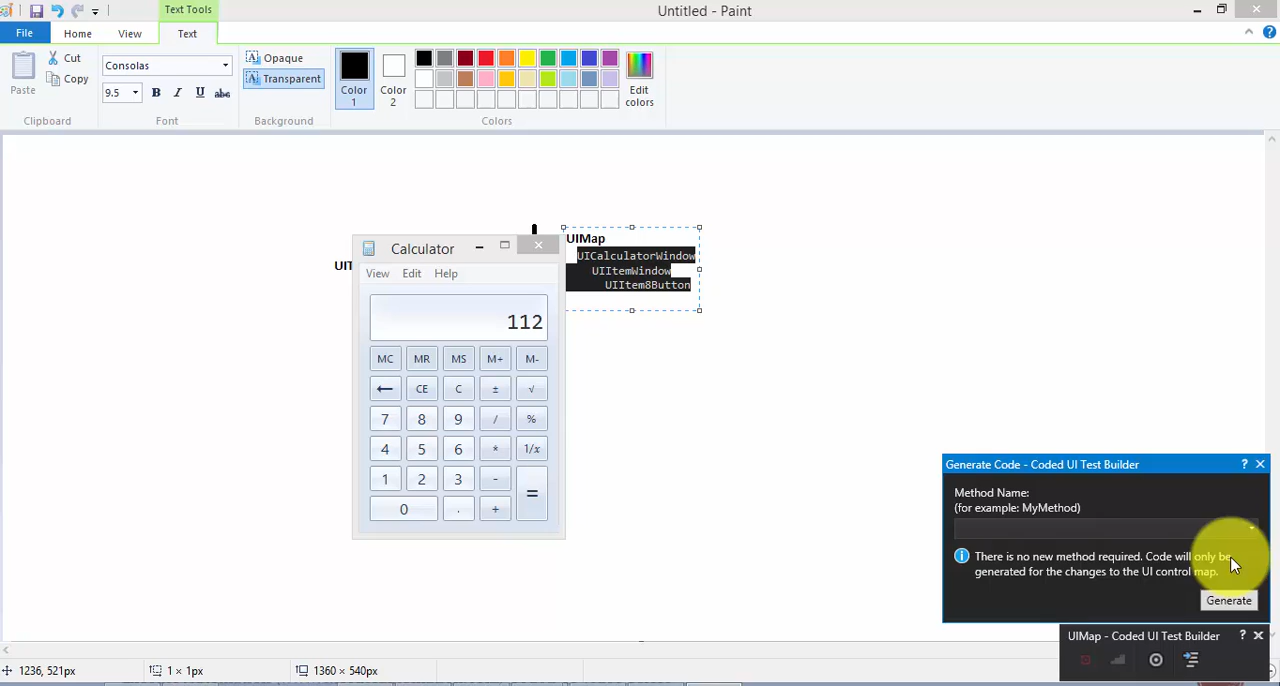 Text Tools
Untitled - Paint
File
Home
View
Text
Paste
Cut
Copy
Clipboard
Consolas
9.5
B I U abc
Font
Opaque
Transparent
Background
Color 1
Color 2
Edit colors
Colors
UIMap
UICalculatorWindow
UIItemWindow
UIItem8Button
UIT
Calculator
View Edit Help
112
MC MR MS M+ M-
← CE C ± √
7 8 9 / %
4 5 6 * 1/x
1 2 3 - =
0 . +
Generate Code - Coded UI Test Builder
Method Name:
(for example: MyMethod)
There is no new method required. Code will only be
generated for the changes to the UI control map.
Generate
UIMap - Coded UI Test Builder
1236, 521px
1 × 1px
1360 × 540px